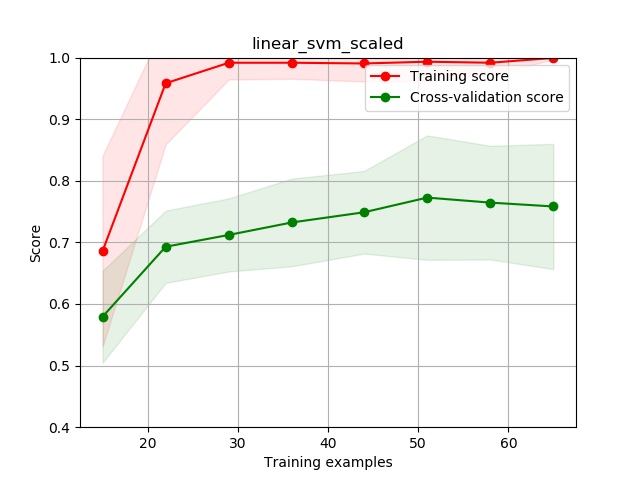 linear_svm_scaled
1.0
0.9
0.8
0.7
0.6
0.5
0.4
Score
Training score
Cross-validation score
20 30 40 50 60
Training examples